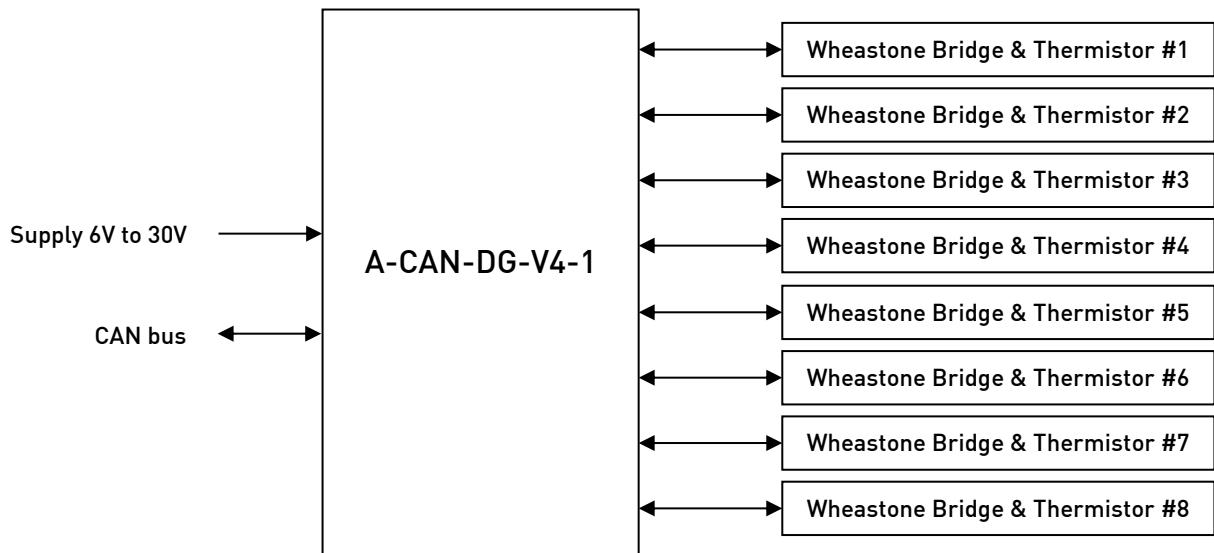 Supply 6V to 30V
CAN bus
A-CAN-DG-V4-1
Wheastone Bridge & Thermistor #1
Wheastone Bridge & Thermistor #2
Wheastone Bridge & Thermistor #3
Wheastone Bridge & Thermistor #4
Wheastone Bridge & Thermistor #5
Wheastone Bridge & Thermistor #6
Wheastone Bridge & Thermistor #7
Wheastone Bridge & Thermistor #8